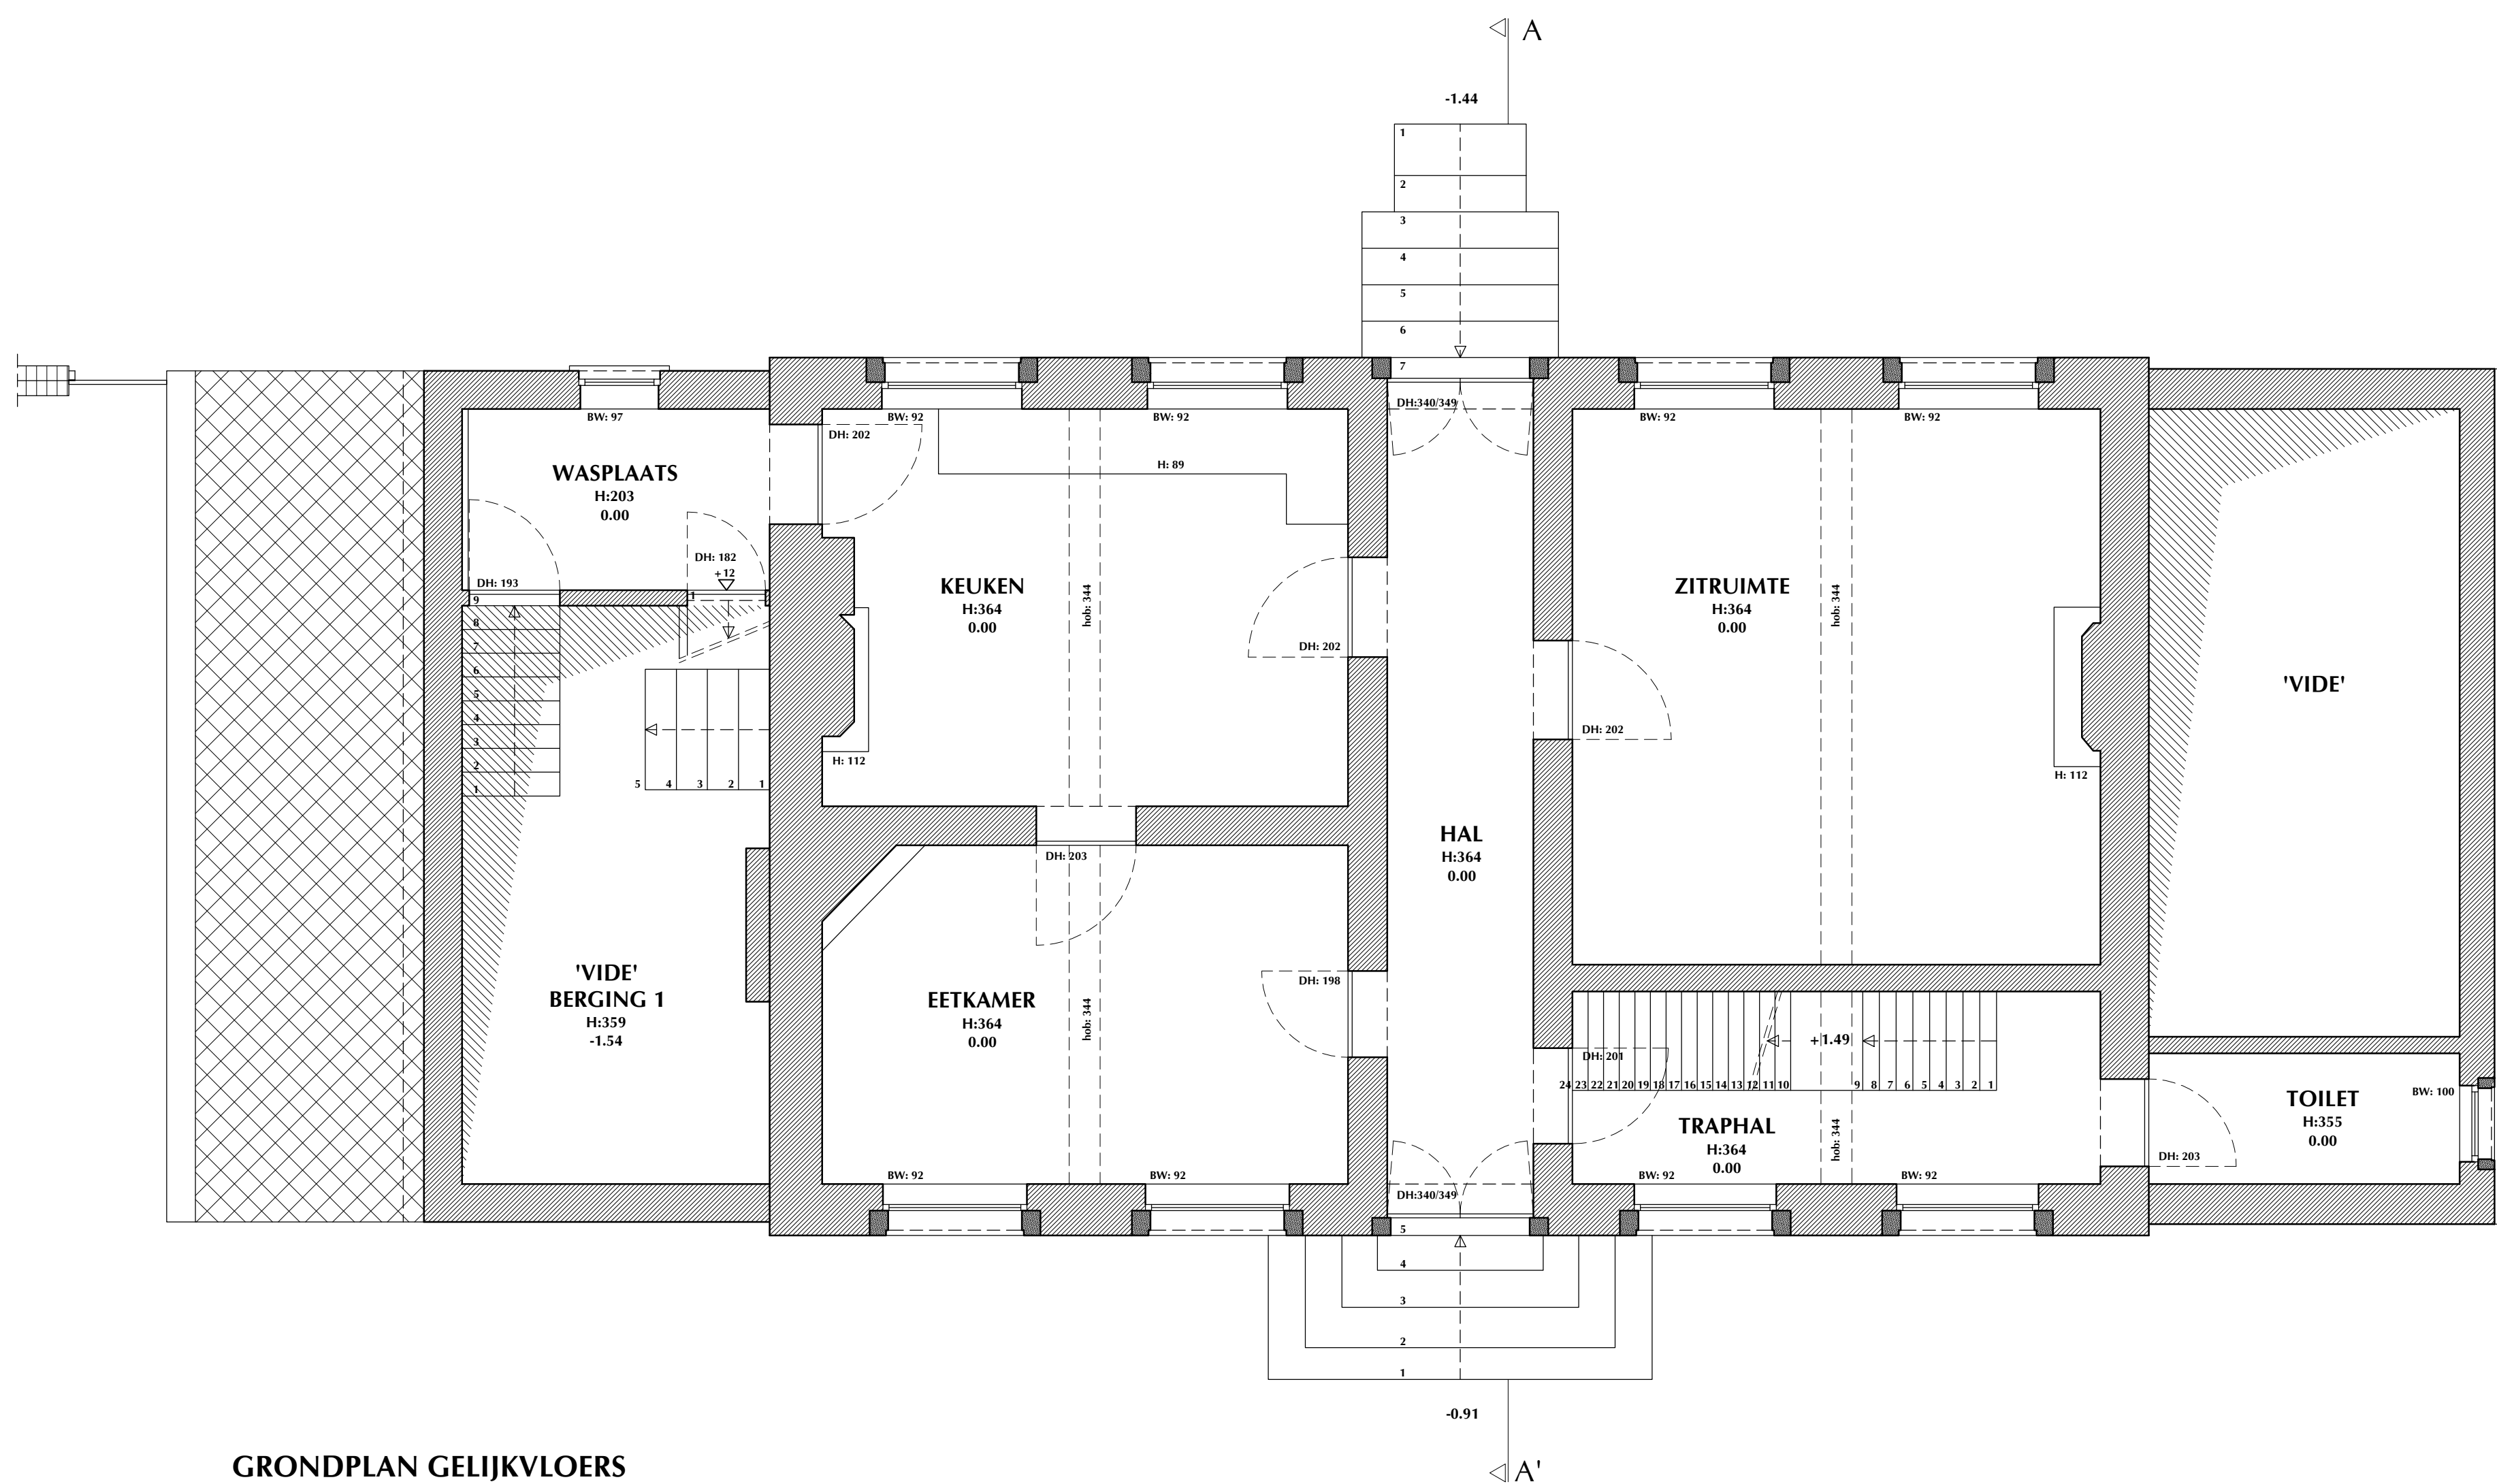 A
-1.44
1
2
3
4
5
6
7
DH:340/349
BW: 97
WASPLAATS
H:203
0.00
DH: 193
DH: 182
+12
1
9
8
7
6
5
4
3
2
1
5 4 3 2 1
'VIDE'
BERGING 1
H:359
-1.54
BW: 92
BW: 92
DH: 202
H: 89
KEUKEN
H:364
0.00
hob: 344
DH: 202
H: 112
DH: 203
EETKAMER
H:364
0.00
hob: 344
DH: 198
BW: 92
BW: 92
HAL
H:364
0.00
BW: 92
BW: 92
ZITRUIMTE
H:364
0.00
hob: 344
DH: 202
H: 112
'VIDE'
DH: 201
+1.49
24 23 22 21 20 19 18 17 16 15 14 13 12 11 10 9 8 7 6 5 4 3 2 1
TRAPHAL
H:364
0.00
hob: 344
BW: 92
BW: 92
TOILET
H:355
0.00
BW: 100
DH: 203
DH:340/349
5
4
3
2
1
-0.91
A'
GRONDPLAN GELIJKVLOERS